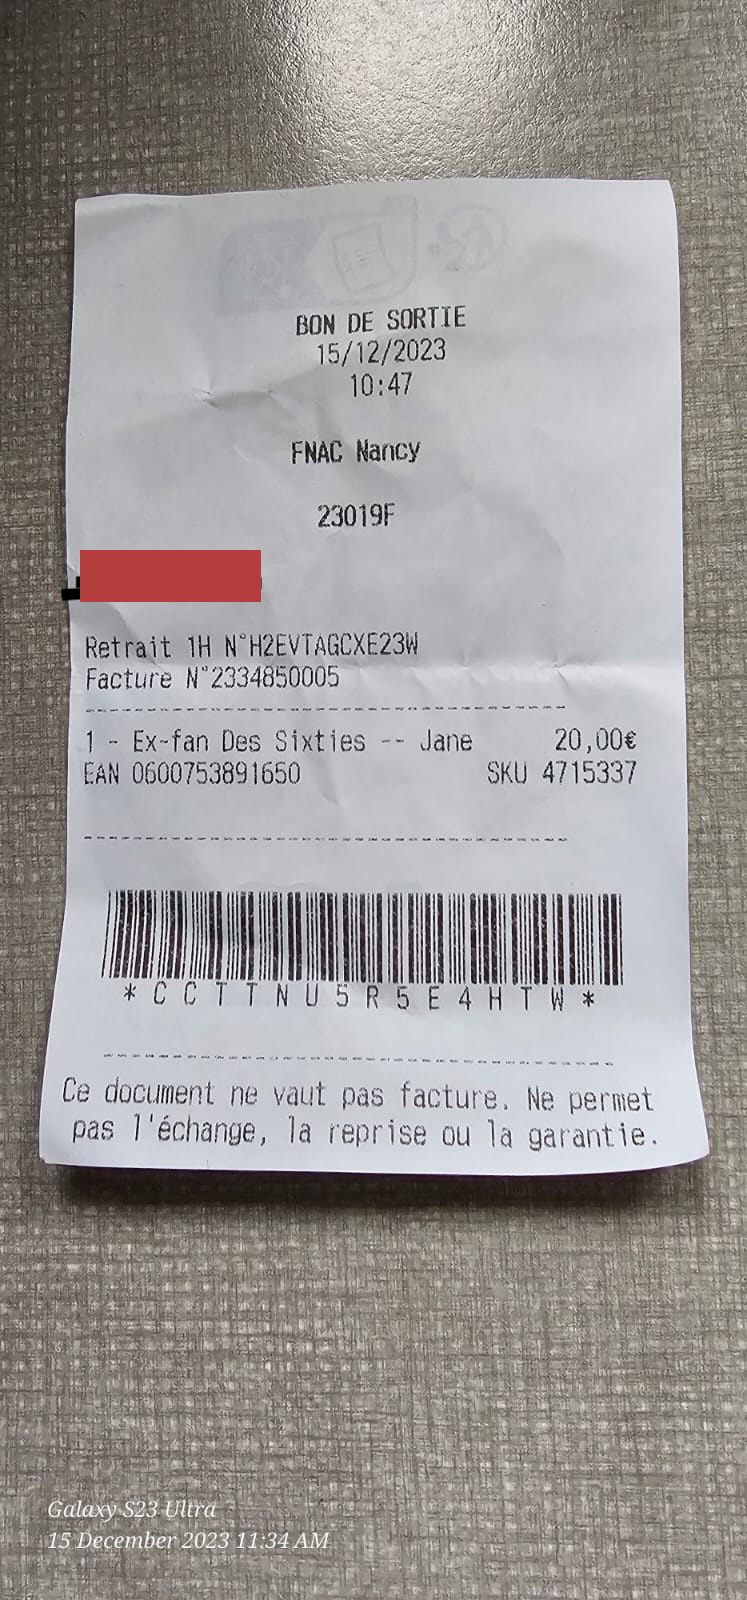 BON DE SORTIE
15/12/2023
10:47
FNAC Nancy
23019F
Retrait 1H N°H2EVTAGCXE23W
Facture N°2334850005
1 - Ex-fan Des Sixties -- Jane 20,00€
EAN 0600753891650 SKU 4715337
*CCTTNU5R5E4HTW*
Ce document ne vaut pas facture. Ne permet
pas l'échange, la reprise ou la garantie.
Galaxy S23 Ultra
15 December 2023 11:34 AM